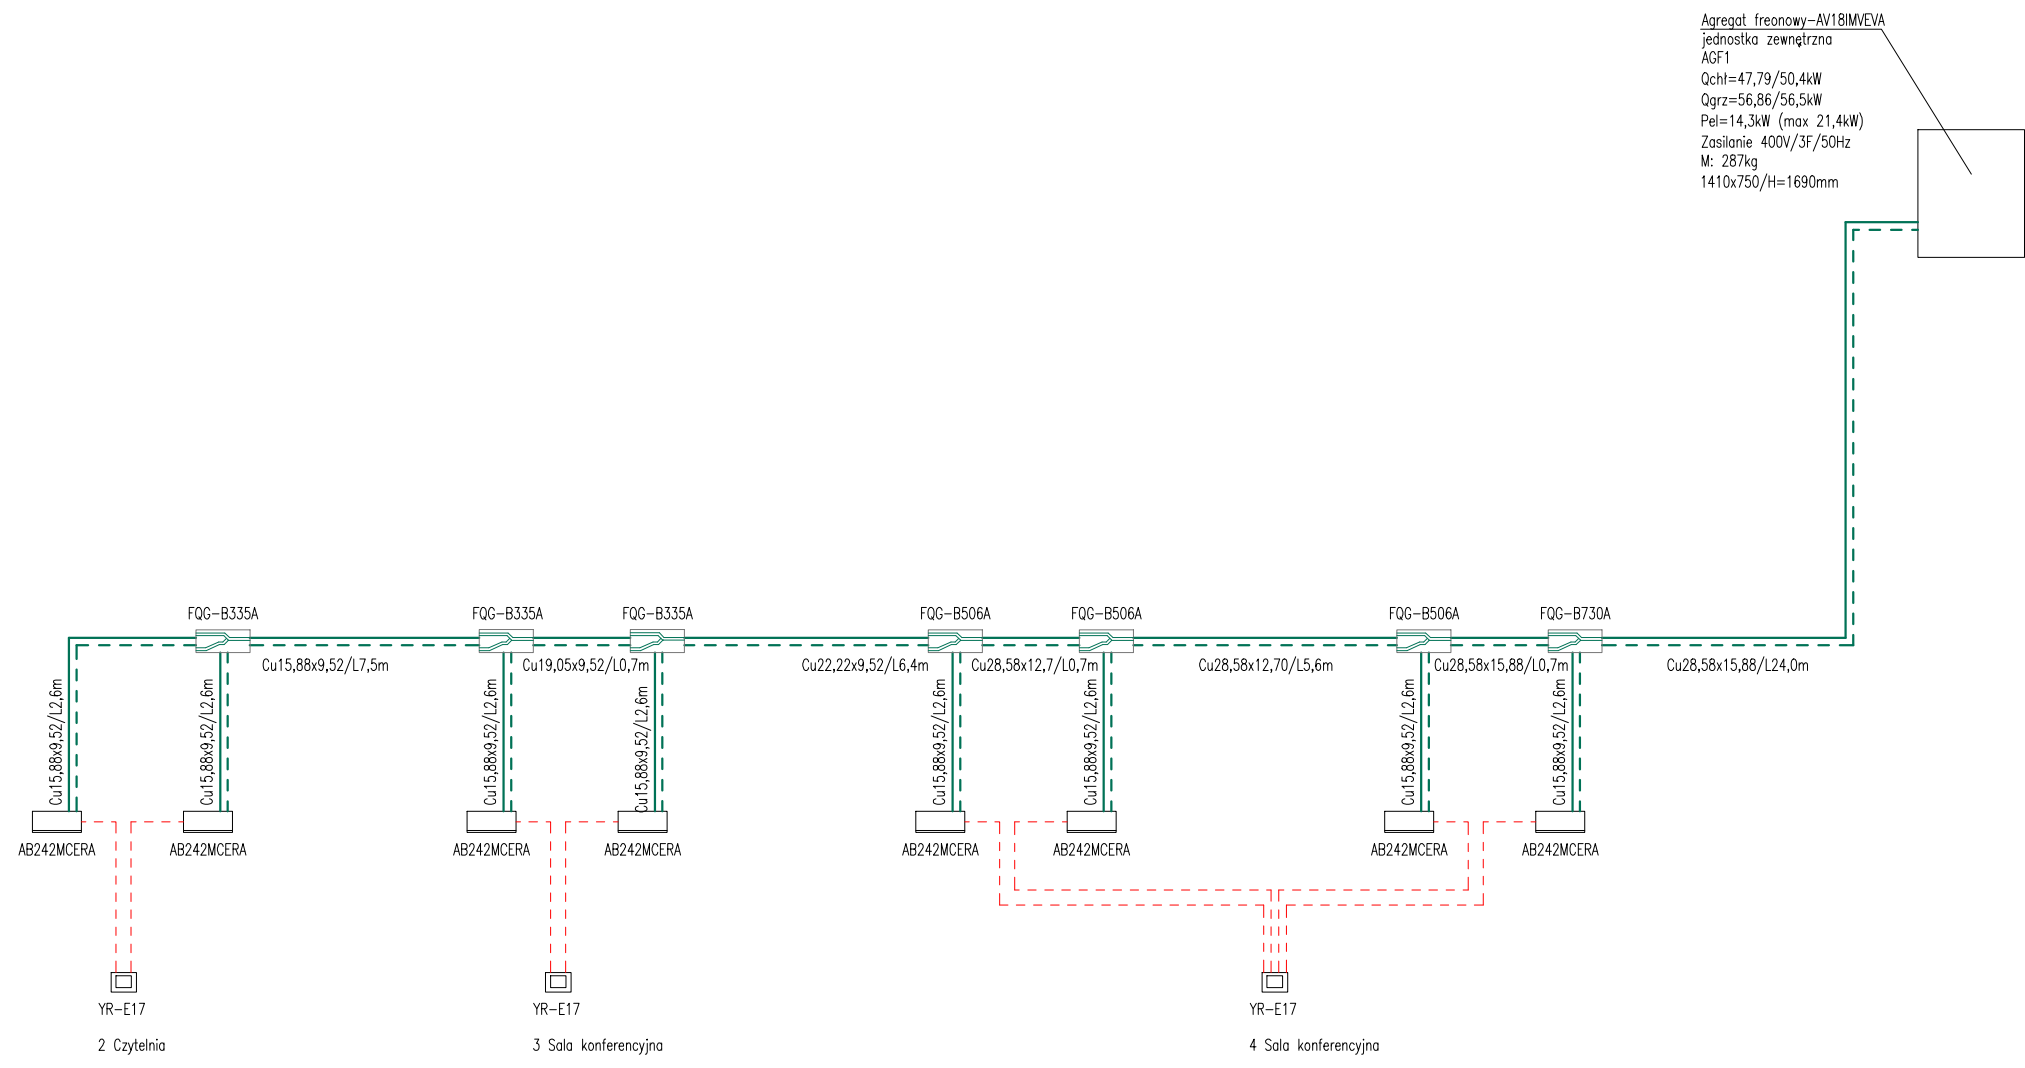 Agregat freonowy-AV18IMVEVA
jednostka zewnętrzna
AGF1
Qchł=47,79/50,4kW
Qgrz=56,86/56,5kW
Pel=14,3kW (max 21,4kW)
Zasilanie 400V/3F/50Hz
M: 287kg
1410x750/H=1690mm
FQG-B335A
FQG-B335A
FQG-B335A
FQG-B506A
FQG-B506A
FQG-B506A
FQG-B730A
Cu15,88x9,52/L7,5m
Cu19,05x9,52/L0,7m
Cu22,22x9,52/L6,4m
Cu28,58x12,7/L0,7m
Cu28,58x12,70/L5,6m
Cu28,58x15,88/L0,7m
Cu28,58x15,88/L24,0m
Cu15,88x9,52/L2,6m
Cu15,88x9,52/L2,6m
Cu15,88x9,52/L2,6m
Cu15,88x9,52/L2,6m
Cu15,88x9,52/L2,6m
Cu15,88x9,52/L2,6m
Cu15,88x9,52/L2,6m
Cu15,88x9,52/L2,6m
AB242MCERA
AB242MCERA
AB242MCERA
AB242MCERA
AB242MCERA
AB242MCERA
AB242MCERA
AB242MCERA
YR-E17
YR-E17
YR-E17
2 Czytelnia
3 Sala konferencyjna
4 Sala konferencyjna